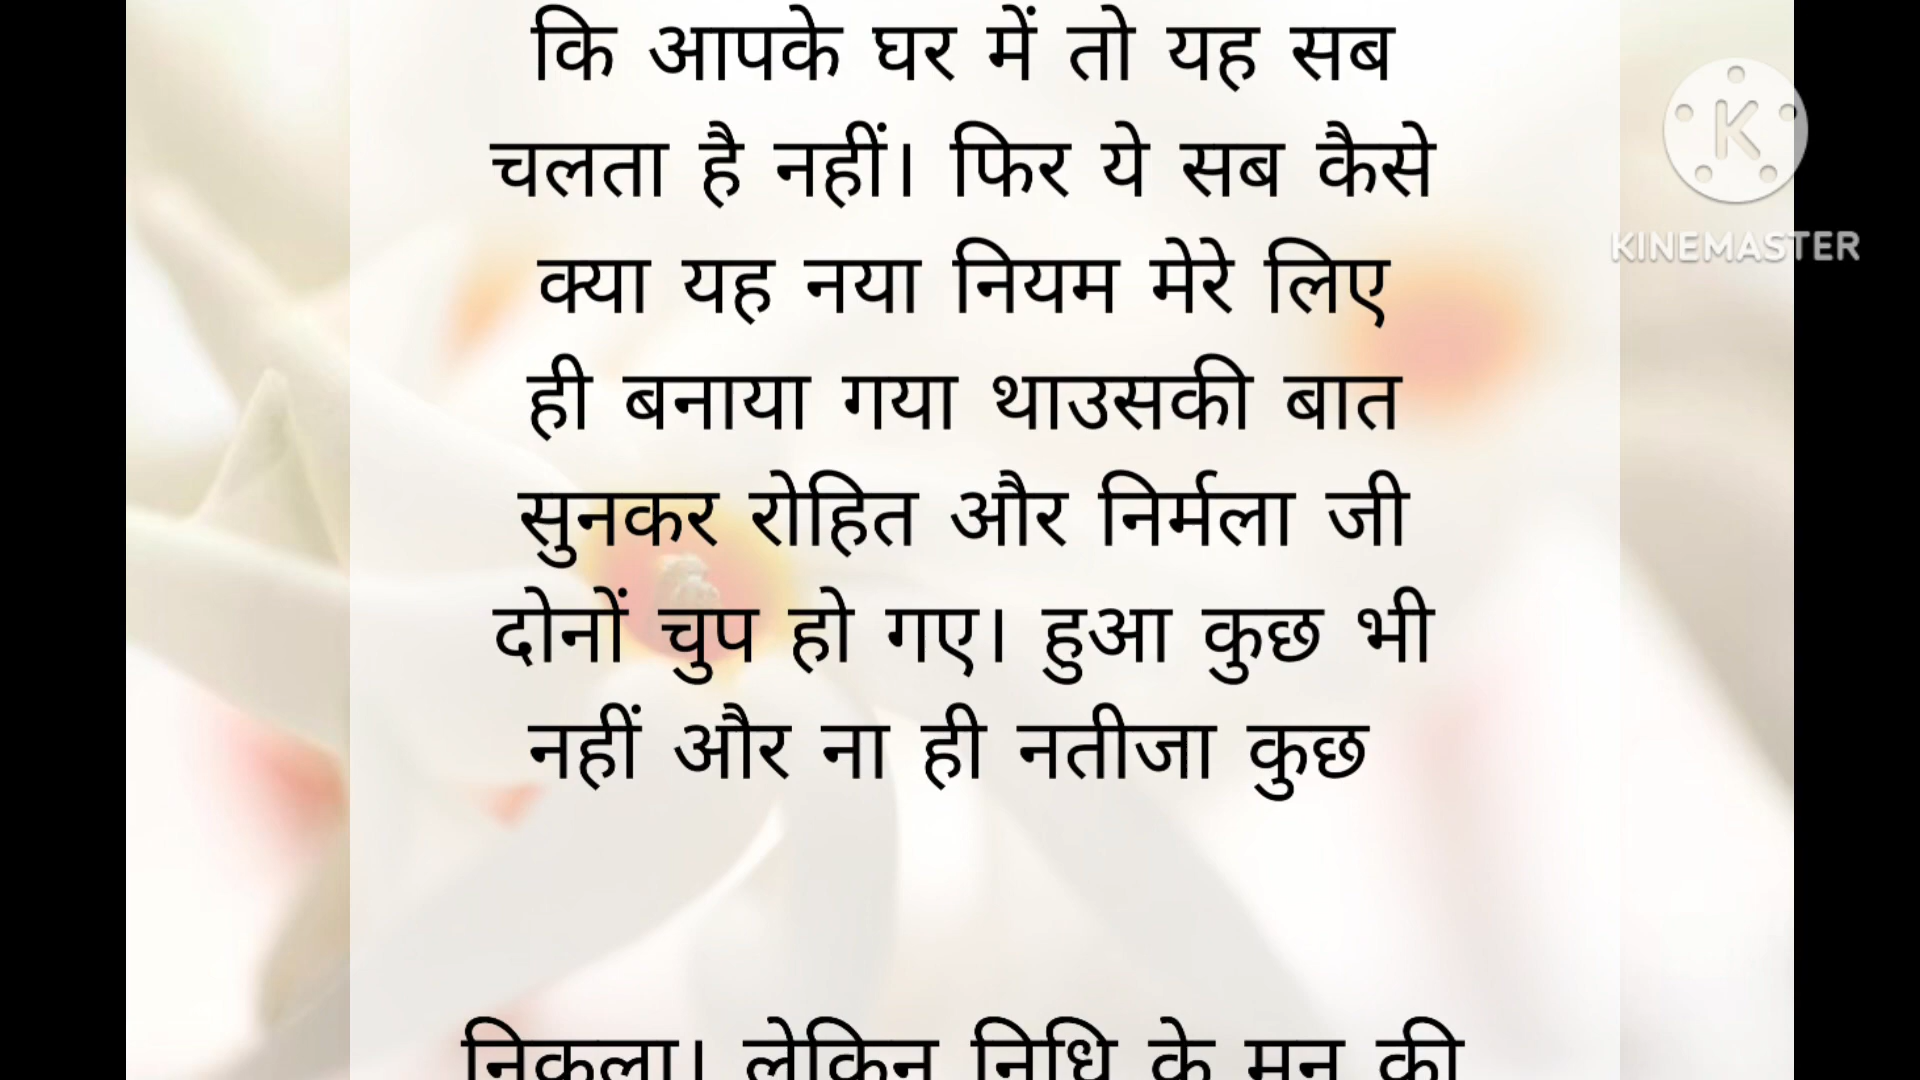 कि आपके घर में तो यह सब
चलता है नहीं। फिर ये सब कैसे
क्या यह नया नियम मेरे लिए
ही बनाया गया थाउसकी बात
सुनकर रोहित और निर्मला जी
दोनों चुप हो गए। हुआ कुछ भी
नहीं और ना ही नतीजा कुछ
निकला। लेकिन निधि के मन की
KINEMASTER